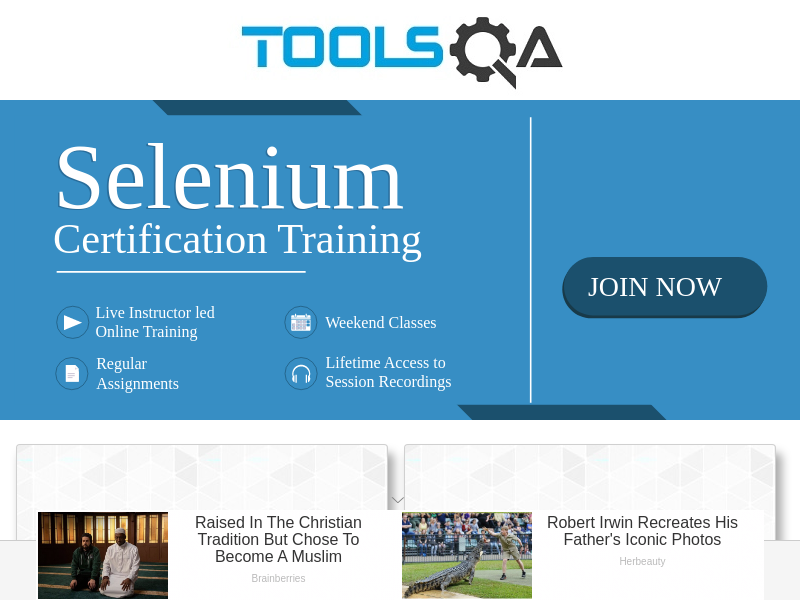 TOOLSQA
Selenium
Certification Training
JOIN NOW
Live Instructor led
Online Training
Weekend Classes
Regular
Assignments
Lifetime Access to
Session Recordings
Raised In The Christian
Tradition But Chose To
Become A Muslim
Brainberries
Robert Irwin Recreates His
Father's Iconic Photos
Herbeauty